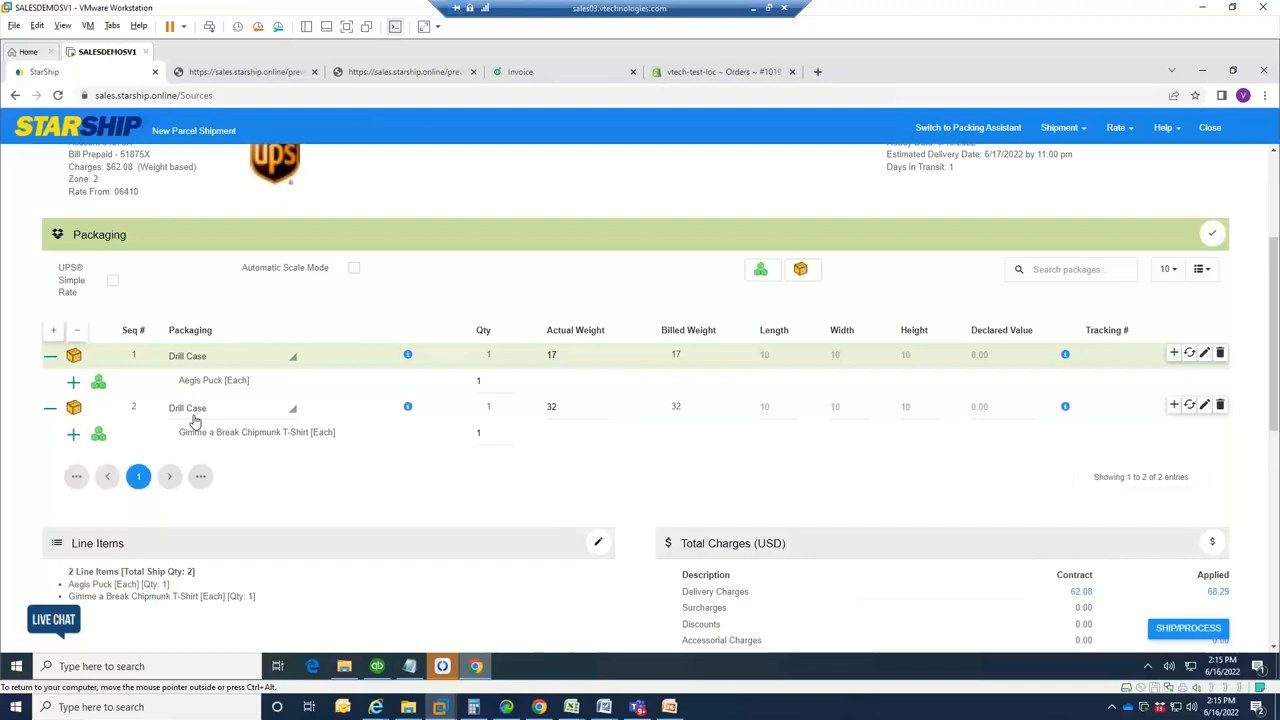 SALESDEMOSV1 - VMware Workstation
sales03.vtechnologies.com
File Edit View VM Tabs Help
Home SALESDEMOSV1
StarShip https://sales.starship.online/pre https://sales.starship.online/pre Invoice vtech-test-loc ~ Orders ~ #1019
sales.starship.online/Sources V
STARSHIP New Parcel Shipment Switch to Packing Assistant Shipment Rate Help Close
Bill Prepaid - 51875X
Charges: $62.08 (Weight based)
Zone: 2
Rate From: 06410
ups
Estimated Delivery Date: 6/17/2022 by 11:00 pm
Days in Transit: 1
Packaging
UPS® Simple Rate
Automatic Scale Mode
Search packages...
10
Seq # Packaging Qty Actual Weight Billed Weight Length Width Height Declared Value Tracking #
1 Drill Case 1 17 17 10 10 10 0.00
Aegis Puck [Each] 1
2 Drill Case 1 32 32 10 10 10 0.00
Gimme a Break Chipmunk T-Shirt [Each] 1
1
Showing 1 to 2 of 2 entries
Line Items
2 Line Items [Total Ship Qty: 2]
Aegis Puck [Each] [Qty: 1]
Gimme a Break Chipmunk T-Shirt [Each] [Qty: 1]
Total Charges (USD)
Description Contract Applied
Delivery Charges 62.08 68.29
Surcharges 0.00 0.00
Discounts 0.00 0.00
Accessorial Charges 0.00
LIVE CHAT
SHIP/PROCESS
Type here to search
2:15 PM
6/16/2022
To return to your computer, move the mouse pointer outside or press Ctrl+Alt.
Type here to search
2:15 PM
6/16/2022